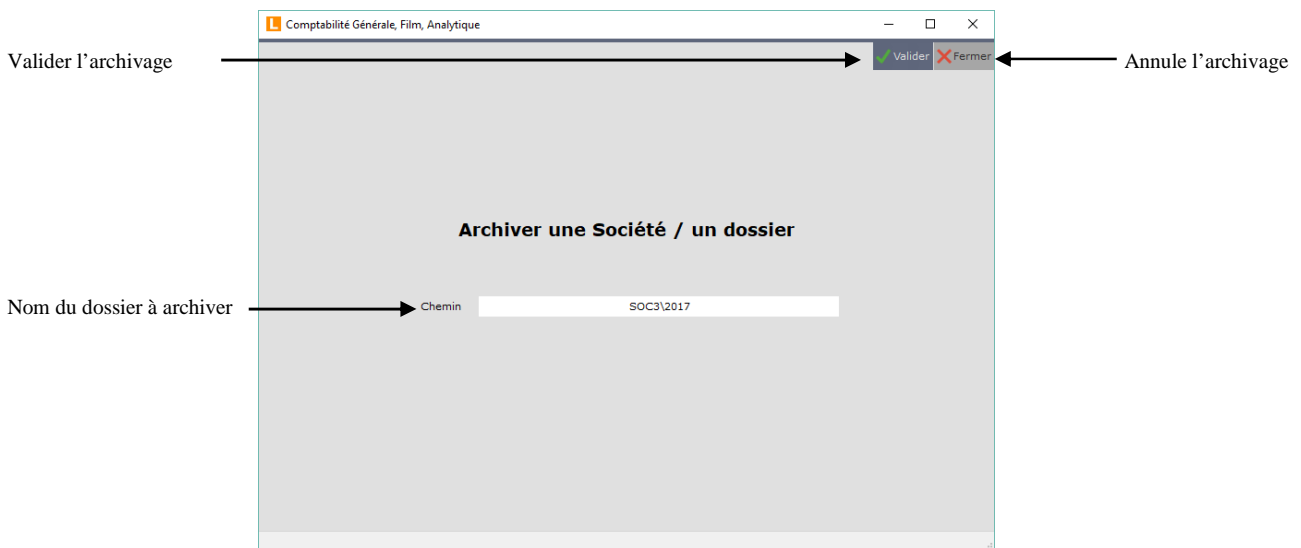 L Comptabilité Générale, Film, Analytique
Valider l’archivage
Valider
Fermer
Annule l’archivage
Archiver une Société / un dossier
Nom du dossier à archiver
Chemin
SOC3\2017